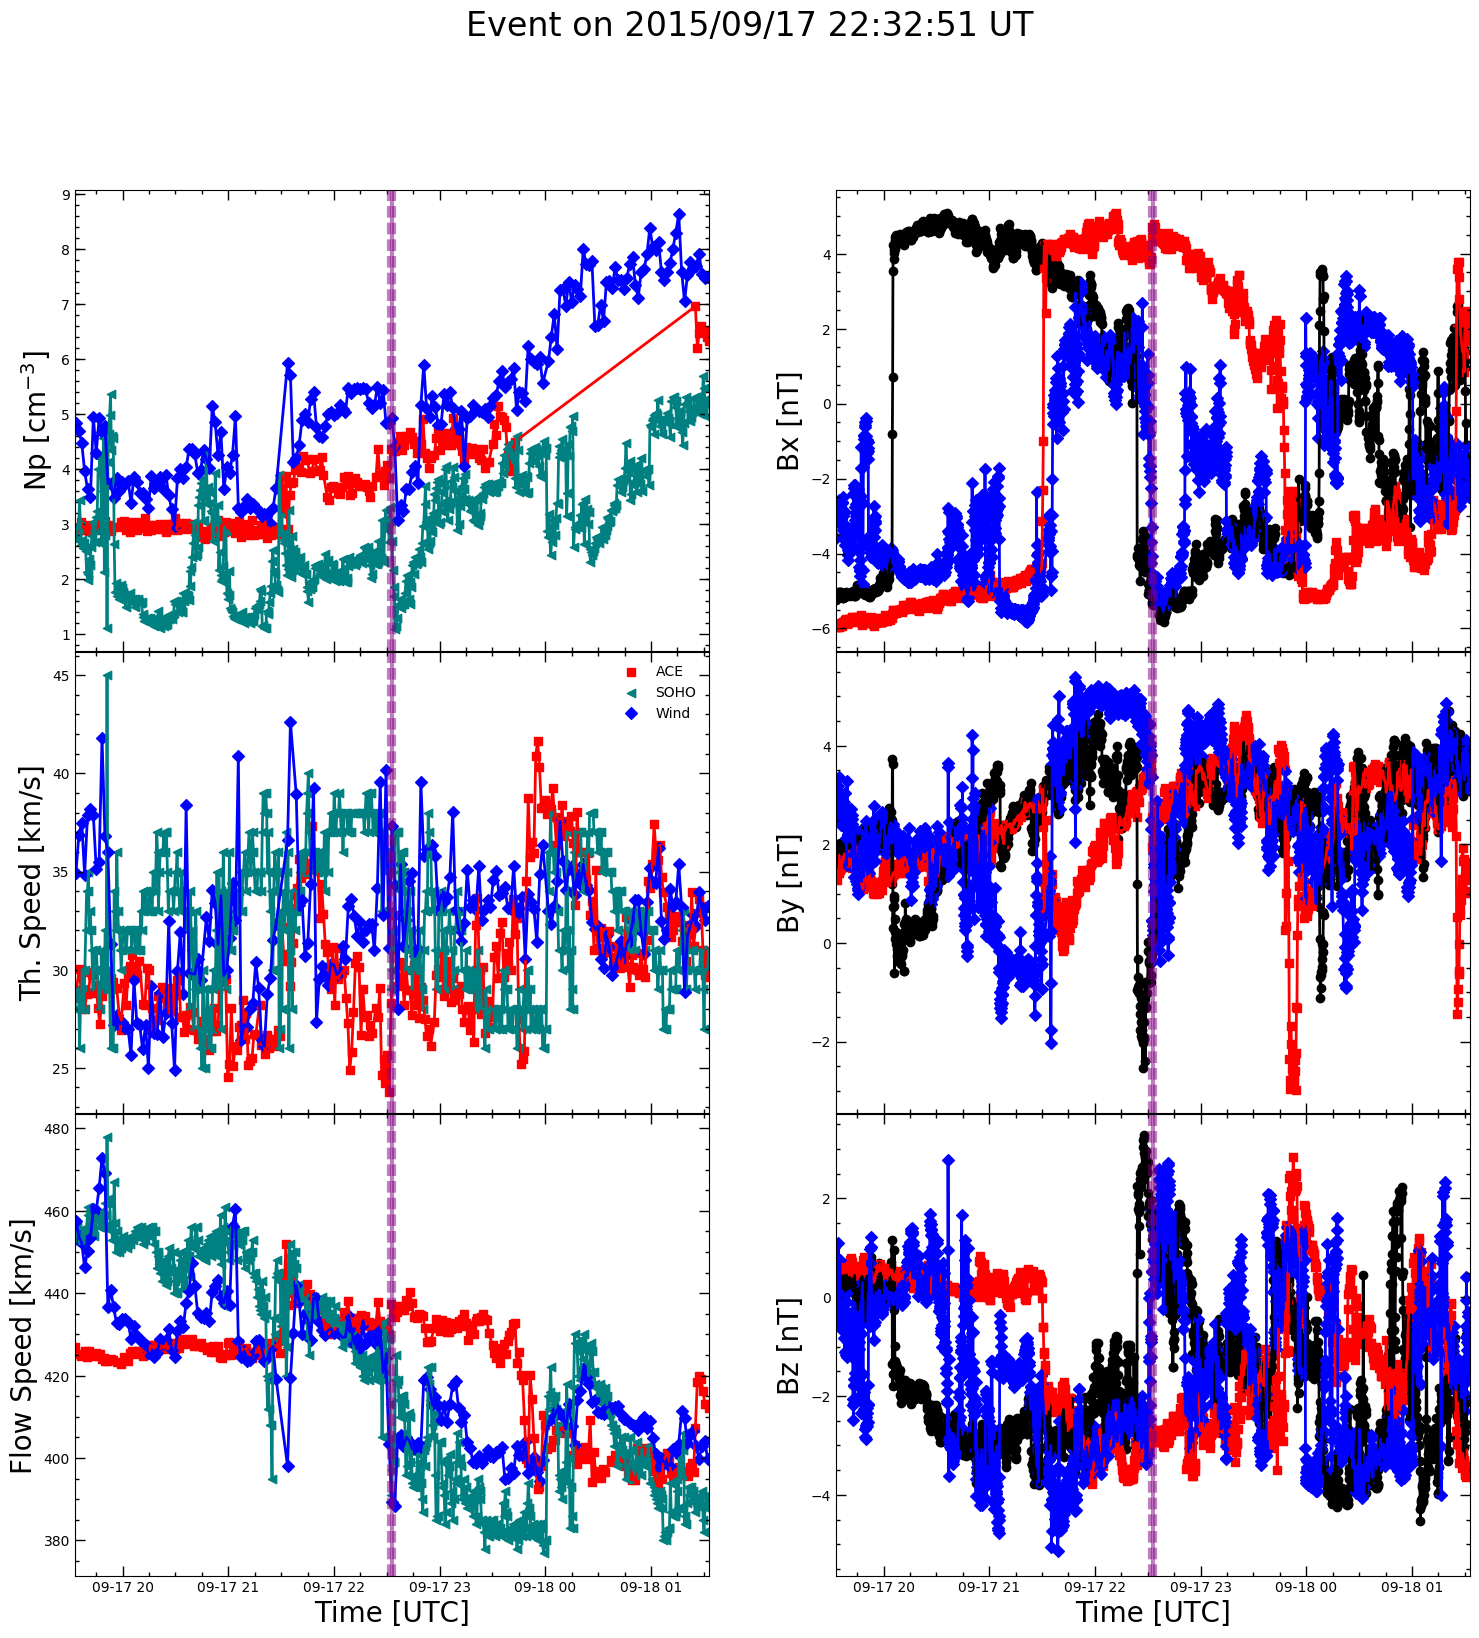 Event on 2015/09/17 22:32:51 UT
Np [cm⁻³]
9
8
7
6
5
4
3
2
1
Bx [nT]
4
2
0
−2
−4
−6
Th. Speed [km/s]
45
40
35
30
25
ACE
SOHO
Wind
By [nT]
4
2
0
−2
Flow Speed [km/s]
480
460
440
420
400
380
Bz [nT]
2
0
−2
−4
09-17 20 09-17 21 09-17 22 09-17 23 09-18 00 09-18 01
Time [UTC]
09-17 20 09-17 21 09-17 22 09-17 23 09-18 00 09-18 01
Time [UTC]